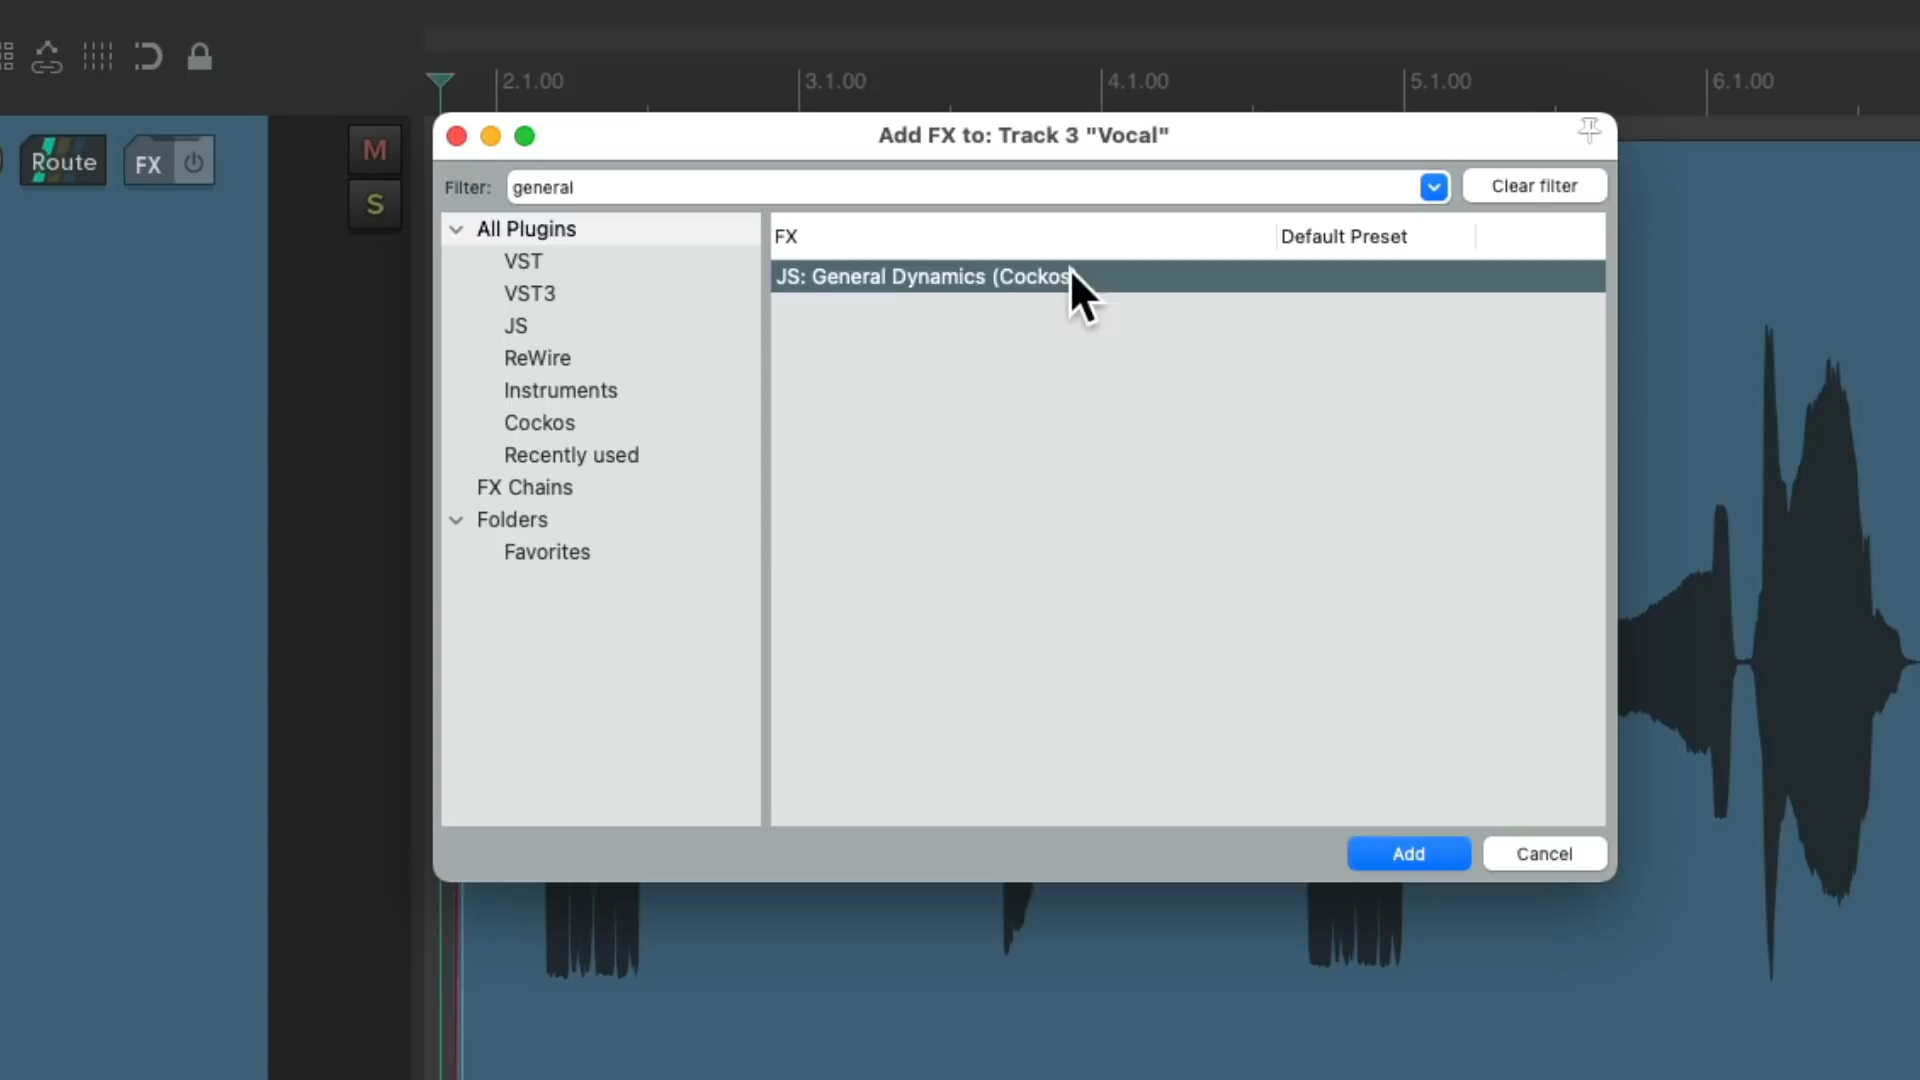 2.1.00 3.1.00 4.1.00 5.1.00 6.1.00
Route FX
M
S
Add FX to: Track 3 "Vocal"
Filter: general Clear filter
All Plugins
VST
VST3
JS
ReWire
Instruments
Cockos
Recently used
FX Chains
Folders
Favorites
FX Default Preset
JS: General Dynamics (Cockos
Add Cancel